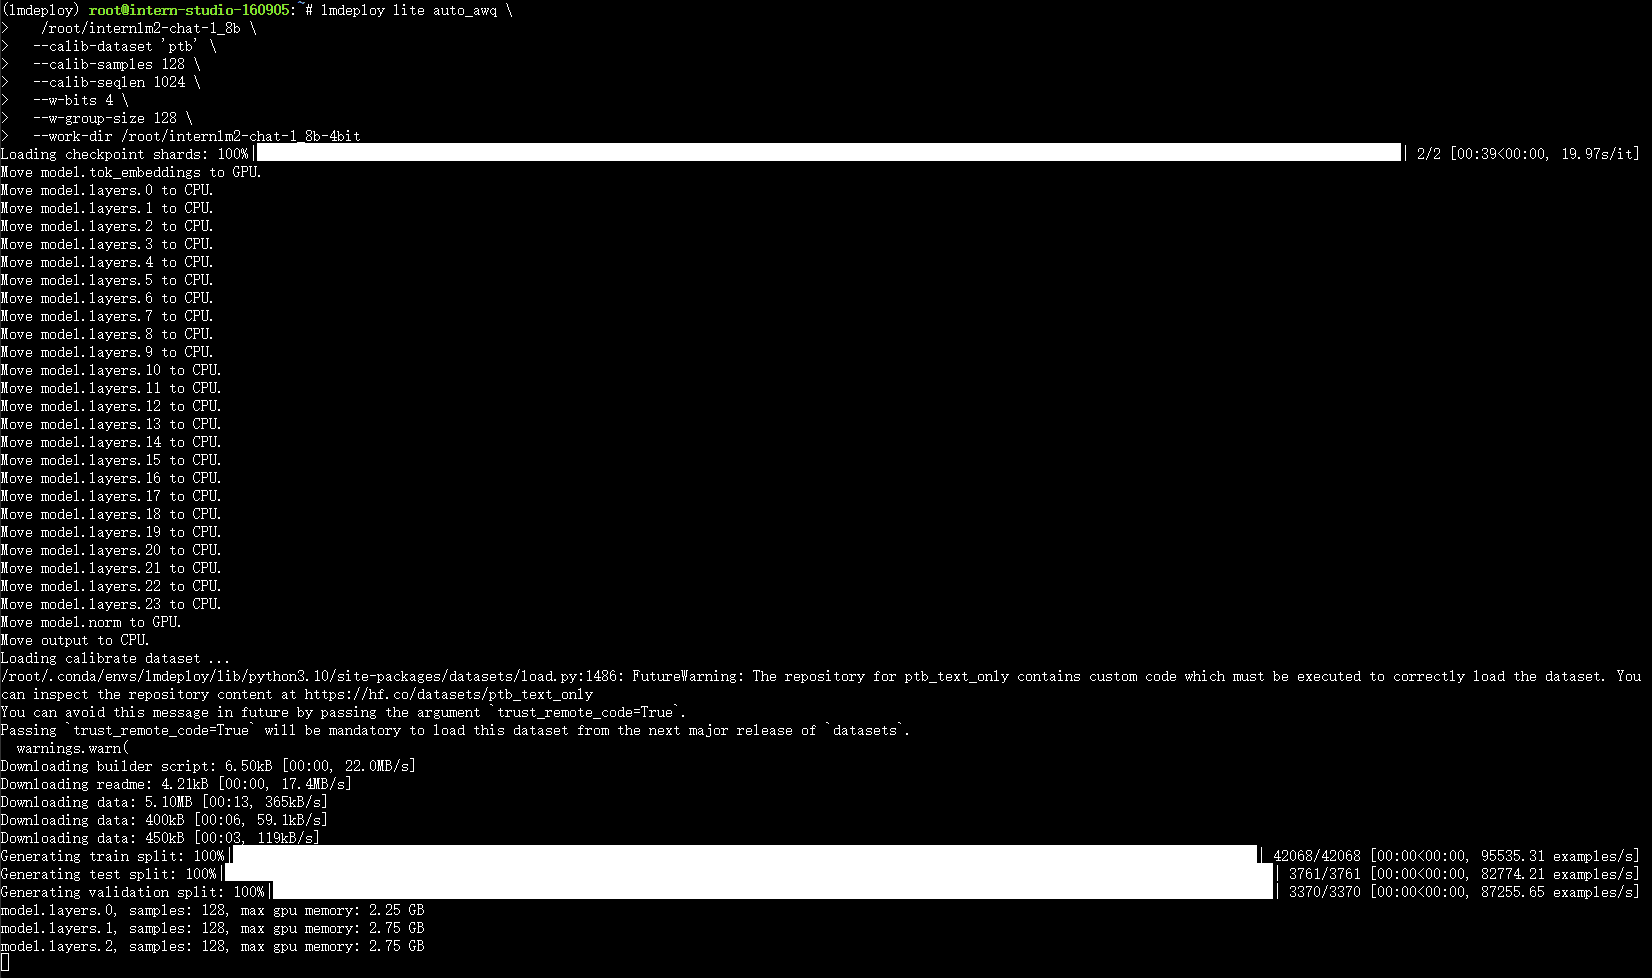 (lmdeploy) root@intern-studio-160905:~# lmdeploy lite auto_awq \
>    /root/internlm2-chat-1_8b \
>   --calib-dataset 'ptb' \
>   --calib-samples 128 \
>   --calib-seqlen 1024 \
>   --w-bits 4 \
>   --w-group-size 128 \
>   --work-dir /root/internlm2-chat-1_8b-4bit
Loading checkpoint shards: 100%| | 2/2 [00:39<00:00, 19.97s/it]
Move model.tok_embeddings to GPU.
Move model.layers.0 to CPU.
Move model.layers.1 to CPU.
Move model.layers.2 to CPU.
Move model.layers.3 to CPU.
Move model.layers.4 to CPU.
Move model.layers.5 to CPU.
Move model.layers.6 to CPU.
Move model.layers.7 to CPU.
Move model.layers.8 to CPU.
Move model.layers.9 to CPU.
Move model.layers.10 to CPU.
Move model.layers.11 to CPU.
Move model.layers.12 to CPU.
Move model.layers.13 to CPU.
Move model.layers.14 to CPU.
Move model.layers.15 to CPU.
Move model.layers.16 to CPU.
Move model.layers.17 to CPU.
Move model.layers.18 to CPU.
Move model.layers.19 to CPU.
Move model.layers.20 to CPU.
Move model.layers.21 to CPU.
Move model.layers.22 to CPU.
Move model.layers.23 to CPU.
Move model.norm to GPU.
Move output to CPU.
Loading calibrate dataset ...
/root/.conda/envs/lmdeploy/lib/python3.10/site-packages/datasets/load.py:1486: FutureWarning: The repository for ptb_text_only contains custom code which must be executed to correctly load the dataset. You
can inspect the repository content at https://hf.co/datasets/ptb_text_only
You can avoid this message in future by passing the argument `trust_remote_code=True`.
Passing `trust_remote_code=True` will be mandatory to load this dataset from the next major release of `datasets`.
  warnings.warn(
Downloading builder script: 6.50kB [00:00, 22.0MB/s]
Downloading readme: 4.21kB [00:00, 17.4MB/s]
Downloading data: 5.10MB [00:13, 365kB/s]
Downloading data: 400kB [00:06, 59.1kB/s]
Downloading data: 450kB [00:03, 119kB/s]
Generating train split: 100%| | 42068/42068 [00:00<00:00, 95535.31 examples/s]
Generating test split: 100%| | 3761/3761 [00:00<00:00, 82774.21 examples/s]
Generating validation split: 100%| | 3370/3370 [00:00<00:00, 87255.65 examples/s]
model.layers.0, samples: 128, max gpu memory: 2.25 GB
model.layers.1, samples: 128, max gpu memory: 2.75 GB
model.layers.2, samples: 128, max gpu memory: 2.75 GB